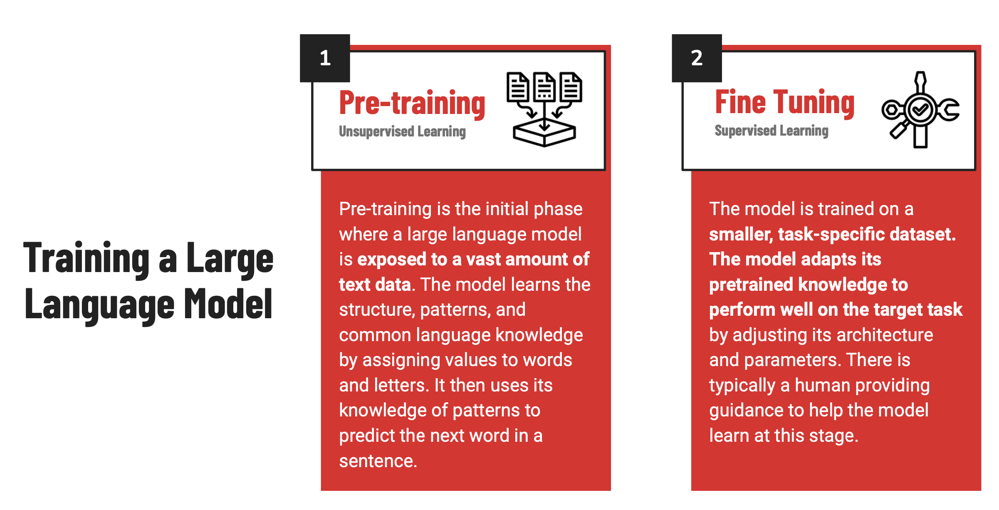 Training a Large
Language Model
1
Pre-training
Unsupervised Learning
Pre-training is the initial phase
where a large language model
is exposed to a vast amount of
text data. The model learns the
structure, patterns, and
common language knowledge
by assigning values to words
and letters. It then uses its
knowledge of patterns to
predict the next word in a
sentence.
2
Fine Tuning
Supervised Learning
The model is trained on a
smaller, task-specific dataset.
The model adapts its
pretrained knowledge to
perform well on the target task
by adjusting its architecture
and parameters. There is
typically a human providing
guidance to help the model
learn at this stage.